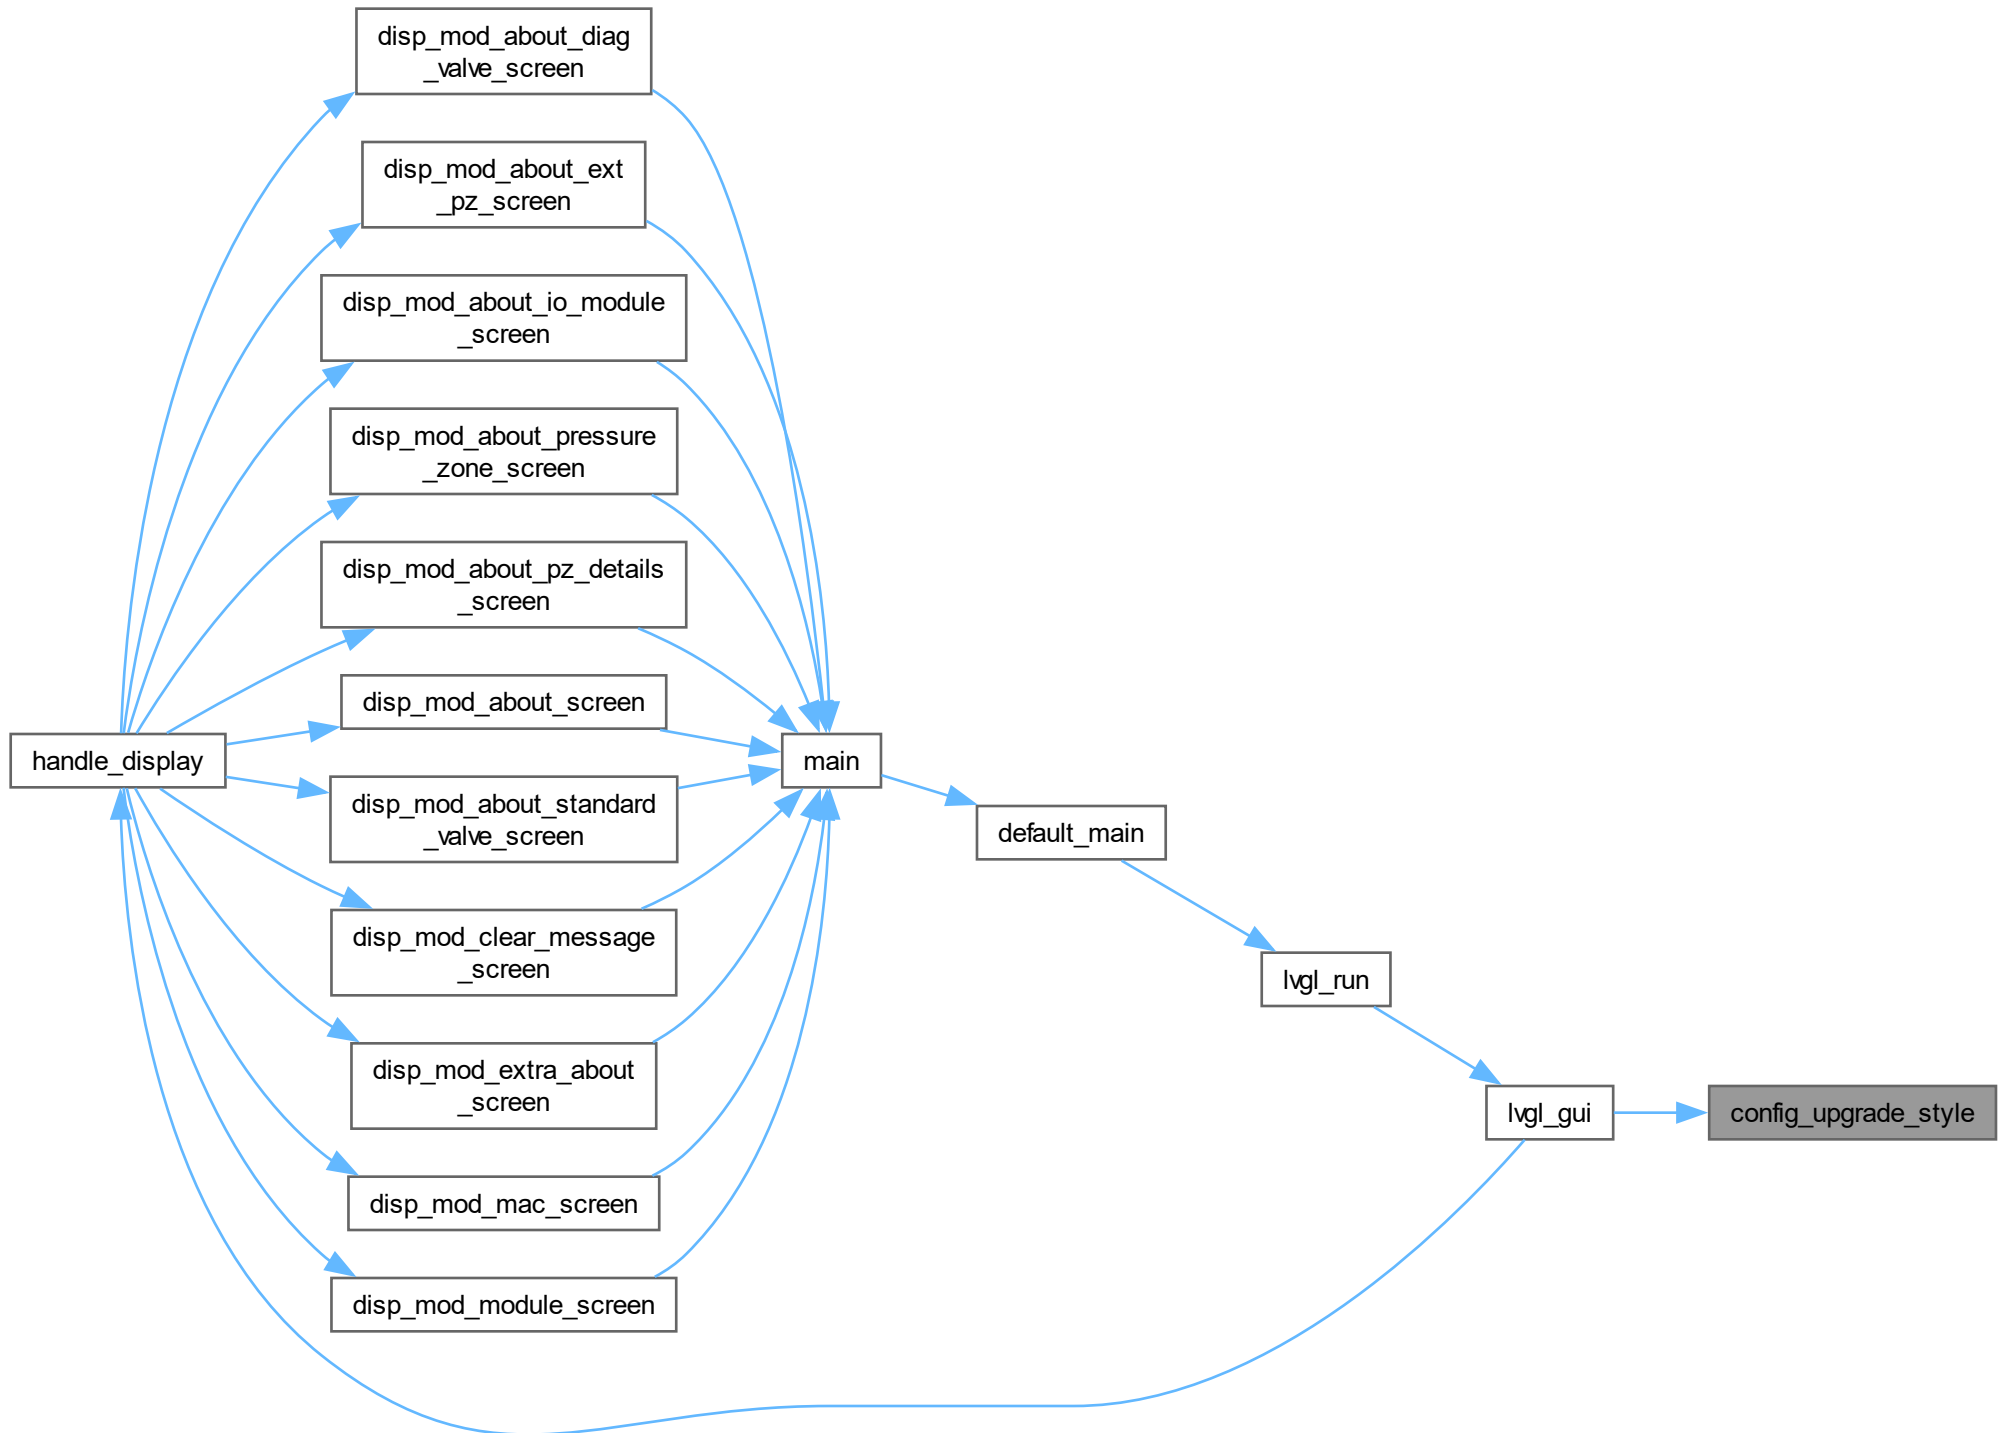 disp_mod_about_diag
_valve_screen
disp_mod_about_ext
_pz_screen
disp_mod_about_io_module
_screen
disp_mod_about_pressure
_zone_screen
disp_mod_about_pz_details
_screen
disp_mod_about_screen
handle_display
main
disp_mod_about_standard
_valve_screen
default_main
disp_mod_clear_message
_screen
lvgl_run
disp_mod_extra_about
_screen
lvgl_gui
config_upgrade_style
disp_mod_mac_screen
disp_mod_module_screen